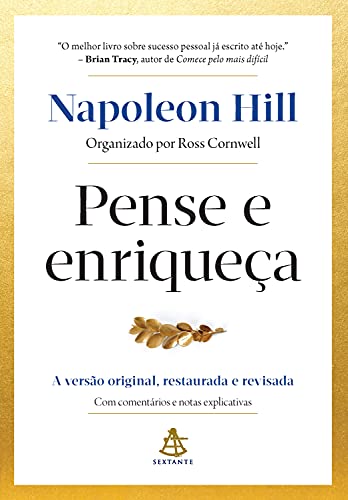 “O melhor livro sobre sucesso pessoal já escrito até hoje.”
– Brian Tracy, autor de Comece pelo mais difícil
Napoleon Hill
Organizado por Ross Cornwell
Pense e
enriqueça
A versão original, restaurada e revisada
Com comentários e notas explicativas
SEXTANTE